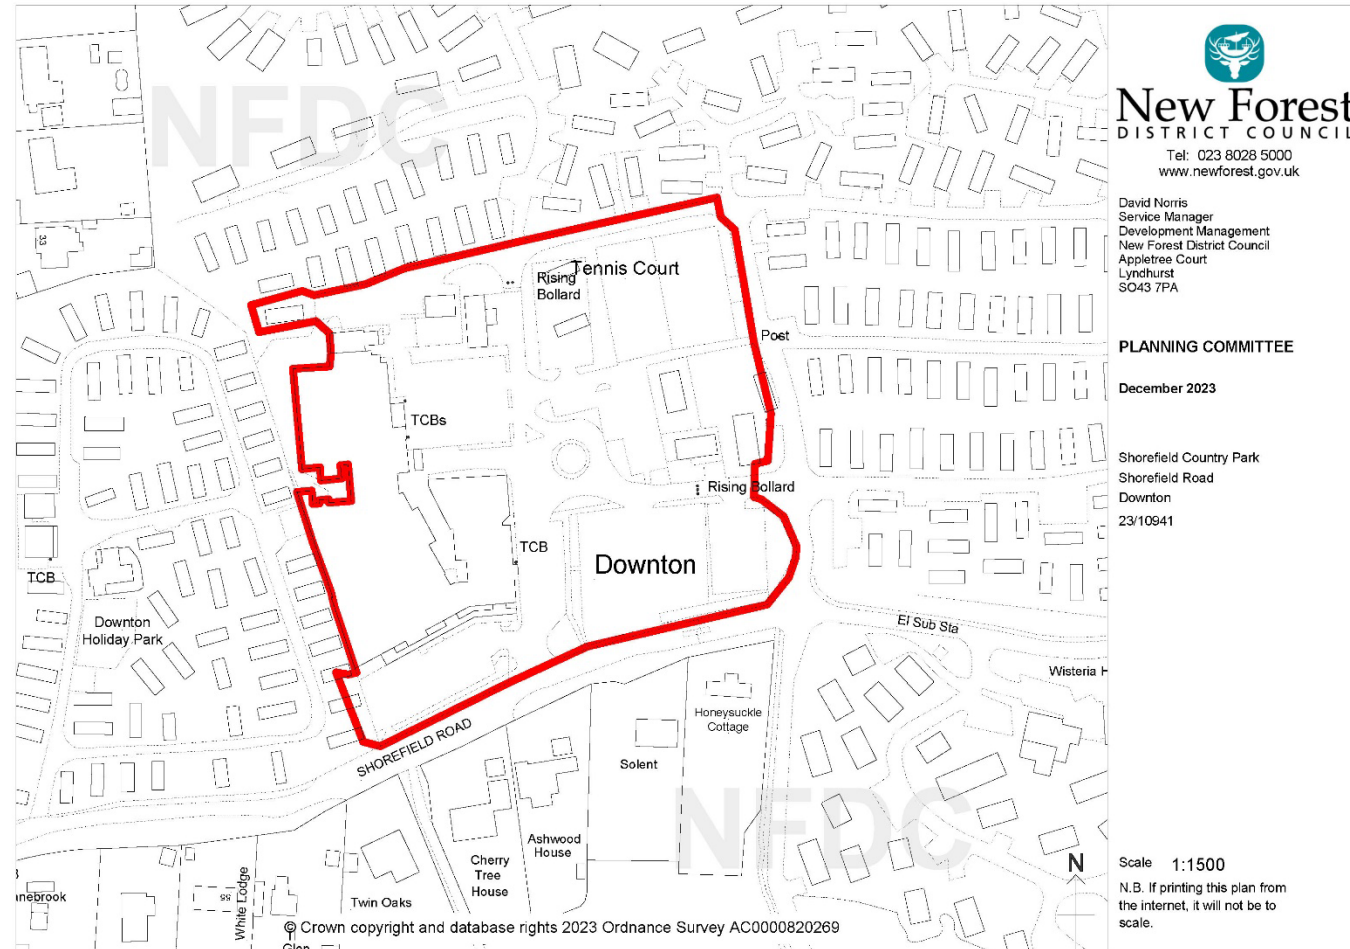 NFDC
33
Tennis Court
Rising
Bollard
Post
TCBs
Rising Bollard
TCB
Downton
TCB
Downton
Holiday Park
El Sub Sta
Wisteria H
Honeysuckle
Cottage
SHOREFIELD ROAD
Solent
NFDC
Ashwood
House
Cherry
Tree
House
Twin Oaks
White Lodge
55
anebrook
Glen
N
© Crown copyright and database rights 2023 Ordnance Survey AC0000820269
New Forest
DISTRICT COUNCIL
Tel: 023 8028 5000
www.newforest.gov.uk
David Norris
Service Manager
Development Management
New Forest District Council
Appletree Court
Lyndhurst
SO43 7PA
PLANNING COMMITTEE
December 2023
Shorefield Country Park
Shorefield Road
Downton
23/10941
Scale 1:1500
N.B. If printing this plan from
the internet, it will not be to
scale.